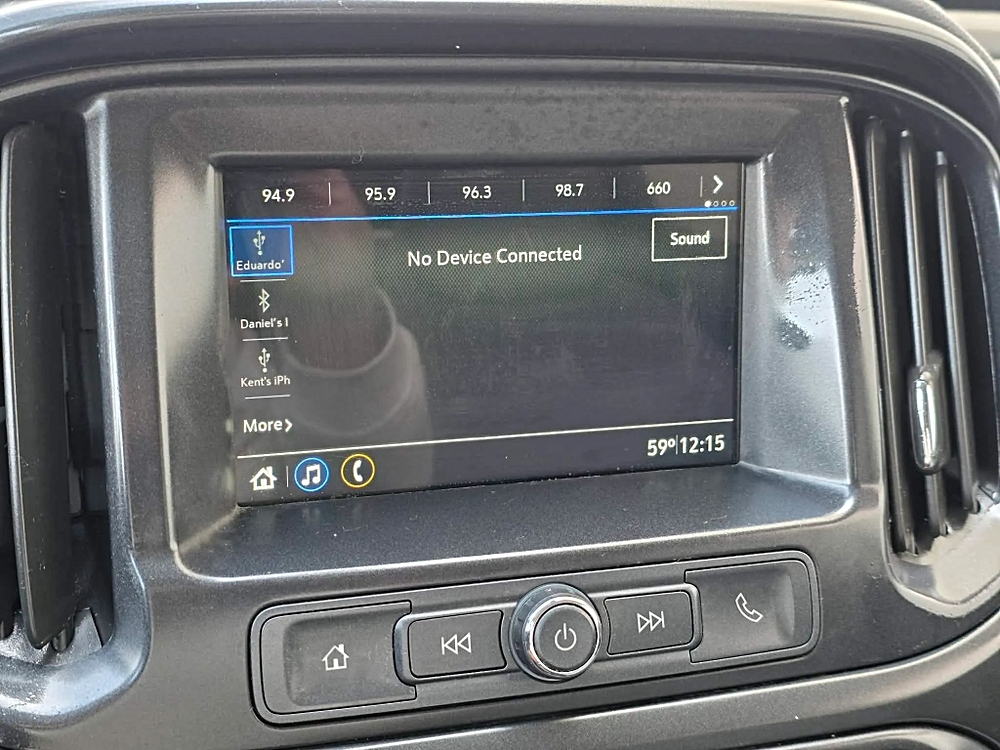 94.9 95.9 96.3 98.7 660
Eduardo'
No Device Connected
Sound
Daniel's I
Kent's iPh
More
59º 12:15